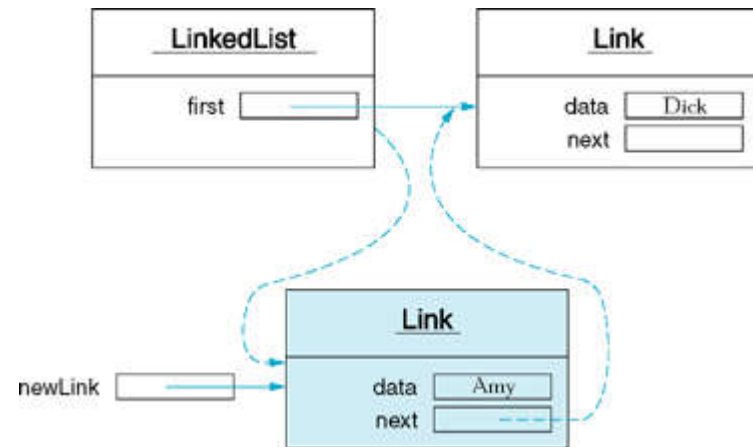 LinkedList
first
Link
data Dick
next
Link
newLink
data Amy
next